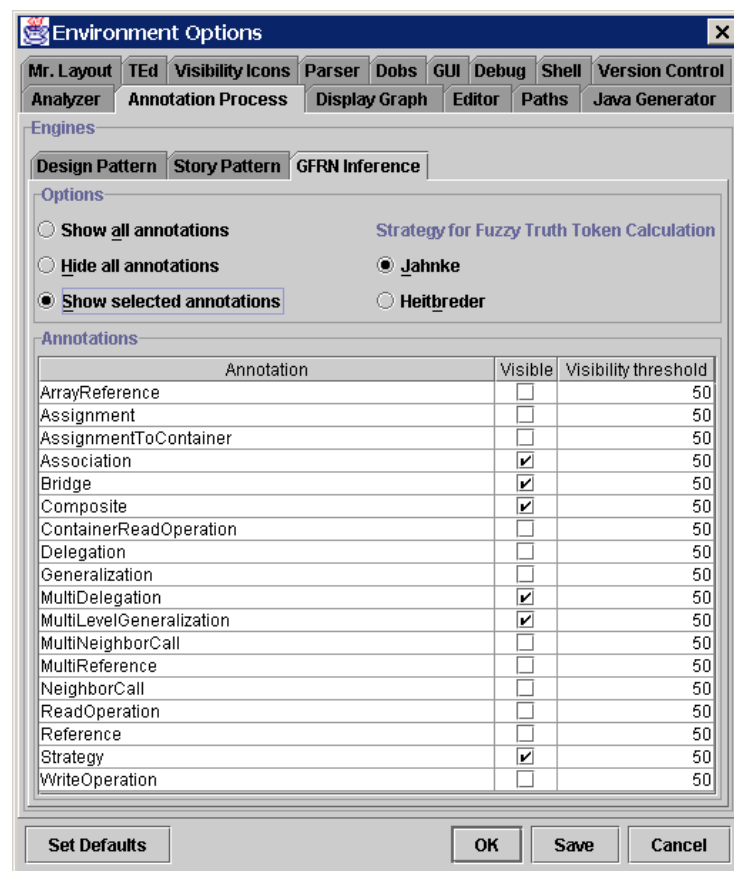 Environment Options
Mr. Layout TEd Visibility Icons Parser Dobs GUI Debug Shell Version Control
Analyzer Annotation Process Display Graph Editor Paths Java Generator
Engines
Design Pattern Story Pattern GFRN Inference
Options
Show all annotations Strategy for Fuzzy Truth Token Calculation
Hide all annotations Jahnke
Show selected annotations Heitbreder
Annotations
Annotation Visible Visibility threshold
ArrayReference 50
Assignment 50
AssignmentToContainer 50
Association 50
Bridge 50
Composite 50
ContainerReadOperation 50
Delegation 50
Generalization 50
MultiDelegation 50
MultiLevelGeneralization 50
MultiNeighborCall 50
MultiReference 50
NeighborCall 50
ReadOperation 50
Reference 50
Strategy 50
WriteOperation 50
Set Defaults OK Save Cancel